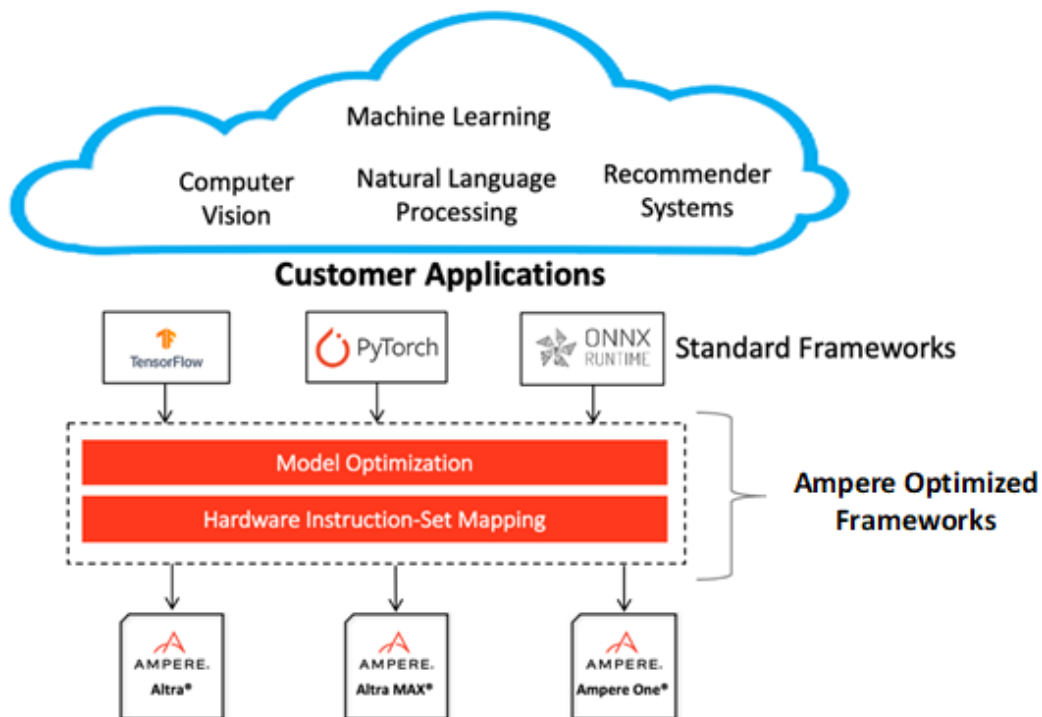 Machine Learning
Computer
Vision
Natural Language
Processing
Recommender
Systems
Customer Applications
TensorFlow
PyTorch
ONNX
RUNTIME
Standard Frameworks
Model Optimization
Hardware Instruction-Set Mapping
Ampere Optimized
Frameworks
AMPERE.
Altra®
AMPERE.
Altra MAX®
AMPERE.
Ampere One®